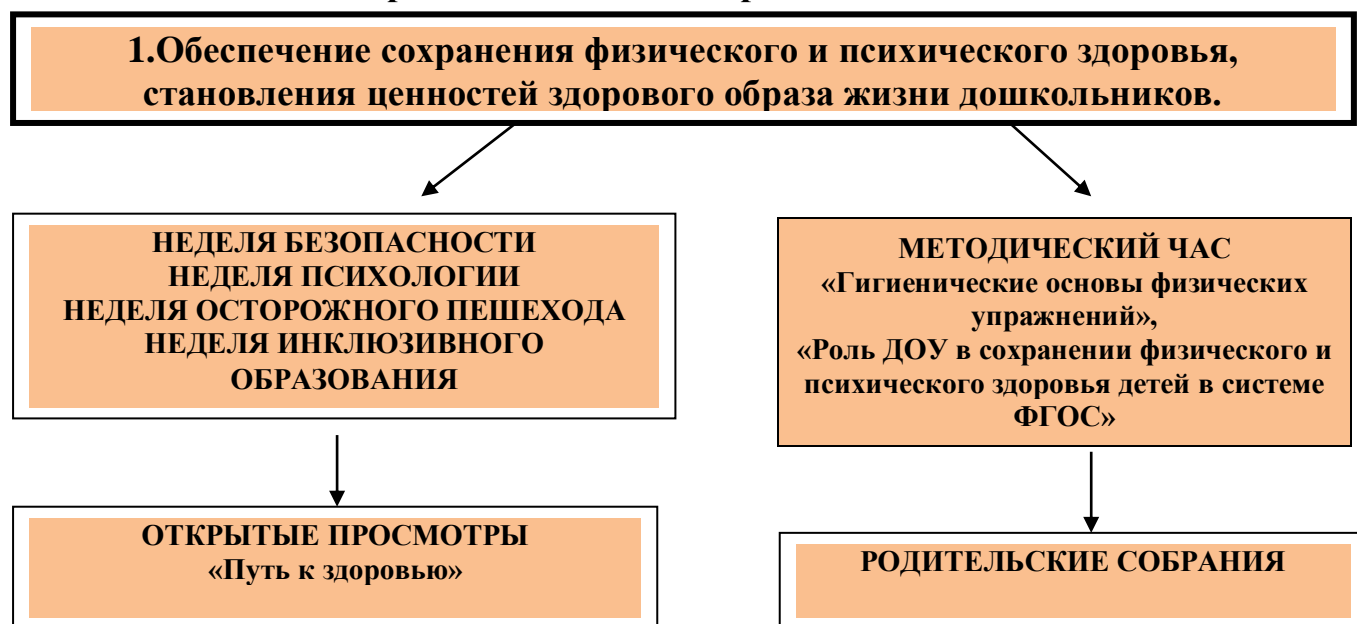 1.Обеспечение сохранения физического и психического здоровья,
становления ценностей здорового образа жизни дошкольников.
НЕДЕЛЯ БЕЗОПАСНОСТИ
НЕДЕЛЯ ПСИХОЛОГИИ
НЕДЕЛЯ ОСТОРОЖНОГО ПЕШЕХОДА
НЕДЕЛЯ ИНКЛЮЗИВНОГО
ОБРАЗОВАНИЯ
МЕТОДИЧЕСКИЙ ЧАС
«Гигиенические основы физических
упражнений»,
«Роль ДОУ в сохранении физического и
психического здоровья детей в системе
ФГОС»
ОТКРЫТЫЕ ПРОСМОТРЫ
«Путь к здоровью»
РОДИТЕЛЬСКИЕ СОБРАНИЯ